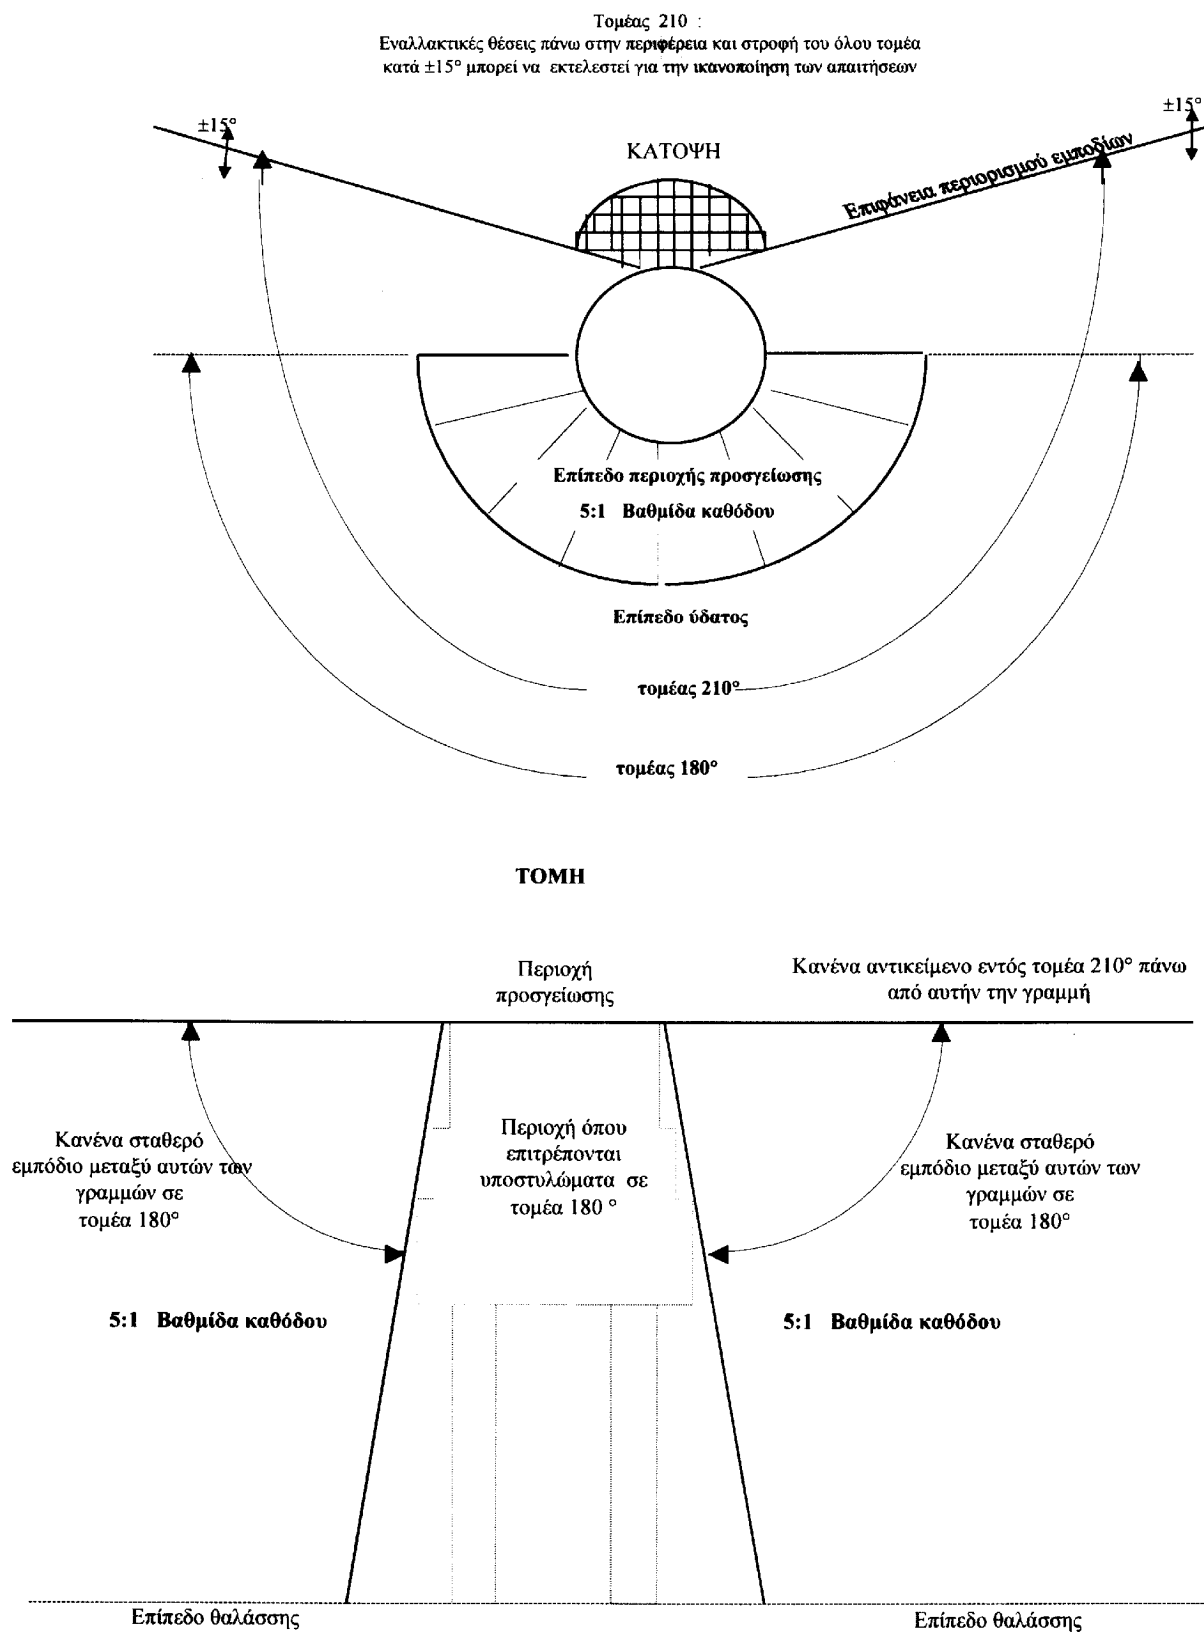 Τομέας 210 :
Εναλλακτικές θέσεις πάνω στην περιφέρεια και στροφή του όλου τομέα
κατά ±15° μπορεί να εκτελεστεί για την ικανοποίηση των απαιτήσεων
±15°
±15°
ΚΑΤΟΨΗ
Επιφάνεια περιορισμού εμποδίων
Επίπεδο περιοχής προσγείωσης
5:1 Βαθμίδα καθόδου
Επίπεδο ύδατος
τομέας 210°
τομέας 180°
ΤΟΜΗ
Περιοχή
προσγείωσης
Κανένα αντικείμενο εντός τομέα 210° πάνω
από αυτήν την γραμμή
Κανένα σταθερό
εμπόδιο μεταξύ αυτών των
γραμμών σε
τομέα 180°
Περιοχή όπου
επιτρέπονται
υποστυλώματα σε
τομέα 180 °
Κανένα σταθερό
εμπόδιο μεταξύ αυτών των
γραμμών σε
τομέα 180°
5:1 Βαθμίδα καθόδου
5:1 Βαθμίδα καθόδου
Επίπεδο θαλάσσης
Επίπεδο θαλάσσης